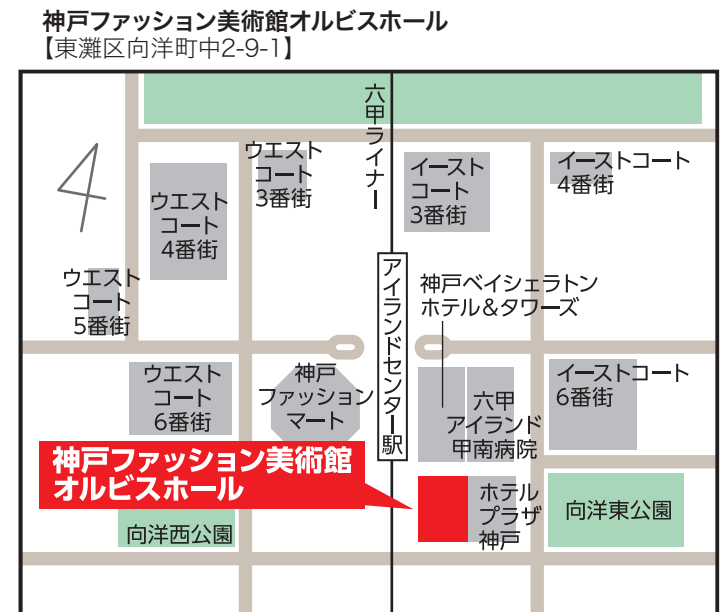 神戸ファッション美術館オルビスホール
【東灘区向洋町中2-9-1】
六甲ライナー
ウエスト
コート
3番街
イースト
コート
3番街
イーストコート
4番街
ウエスト
コート
4番街
ウエスト
コート
5番街
アイランドセンター駅
神戸ベイシェラトン
ホテル&タワーズ
ウエスト
コート
6番街
神戸
ファッション
マート
六甲
アイランド
甲南病院
イーストコート
6番街
神戸ファッション美術館
オルビスホール
ホテル
プラザ
神戸
向洋東公園
向洋西公園